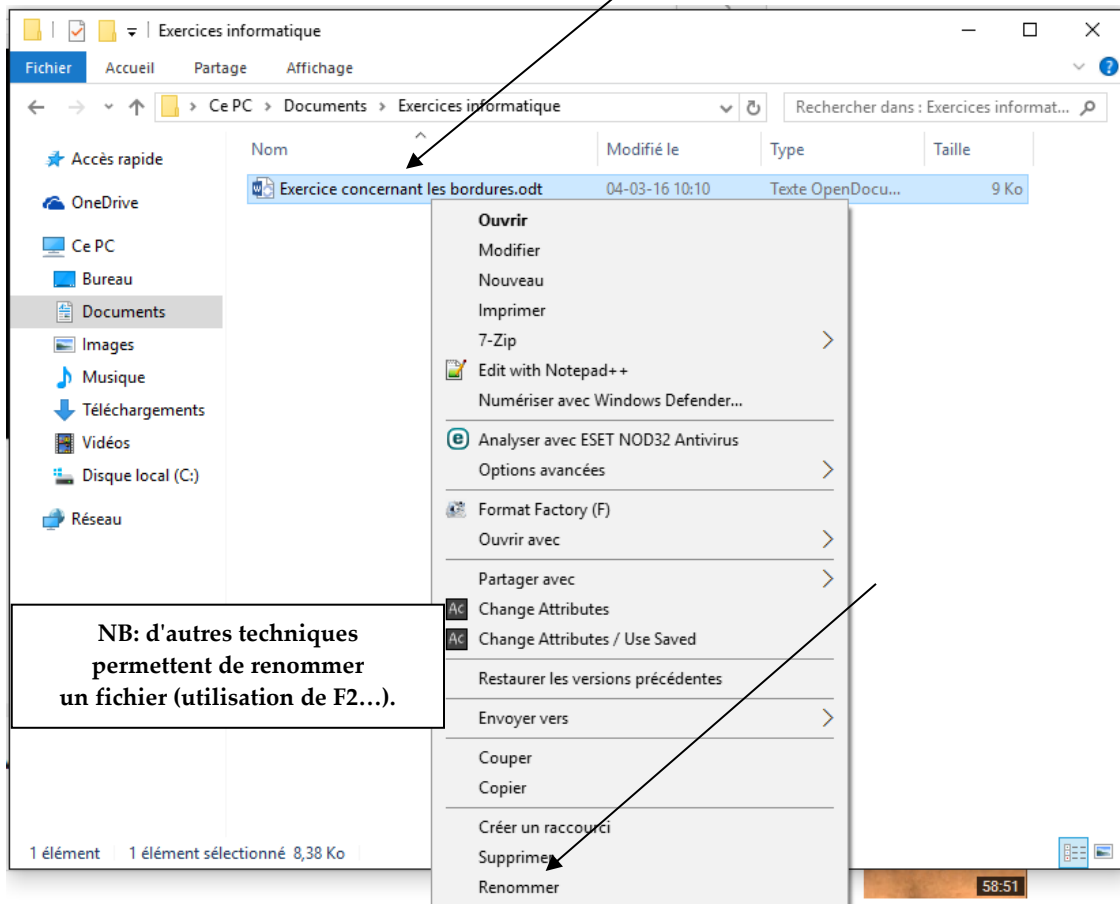 Exercices informatique
Fichier Accueil Partage Affichage
Ce PC > Documents > Exercices informatique
Rechercher dans : Exercices informat...
Nom Modifié le Type Taille
Exercice concernant les bordures.odt 04-03-16 10:10 Texte OpenDocu... 9 Ko
Accès rapide
OneDrive
Ce PC
Bureau
Documents
Images
Musique
Téléchargements
Vidéos
Disque local (C:)
Réseau
Ouvrir
Modifier
Nouveau
Imprimer
7-Zip
Edit with Notepad++
Numériser avec Windows Defender...
Analyser avec ESET NOD32 Antivirus
Options avancées
Format Factory (F)
Ouvrir avec
Partager avec
Ac Change Attributes
Ac Change Attributes / Use Saved
Restaurer les versions précédentes
Envoyer vers
Couper
Copier
Créer un raccourci
Supprimer
Renommer
NB: d'autres techniques
permettent de renommer
un fichier (utilisation de F2…).
1 élément 1 élément sélectionné 8,38 Ko
58:51